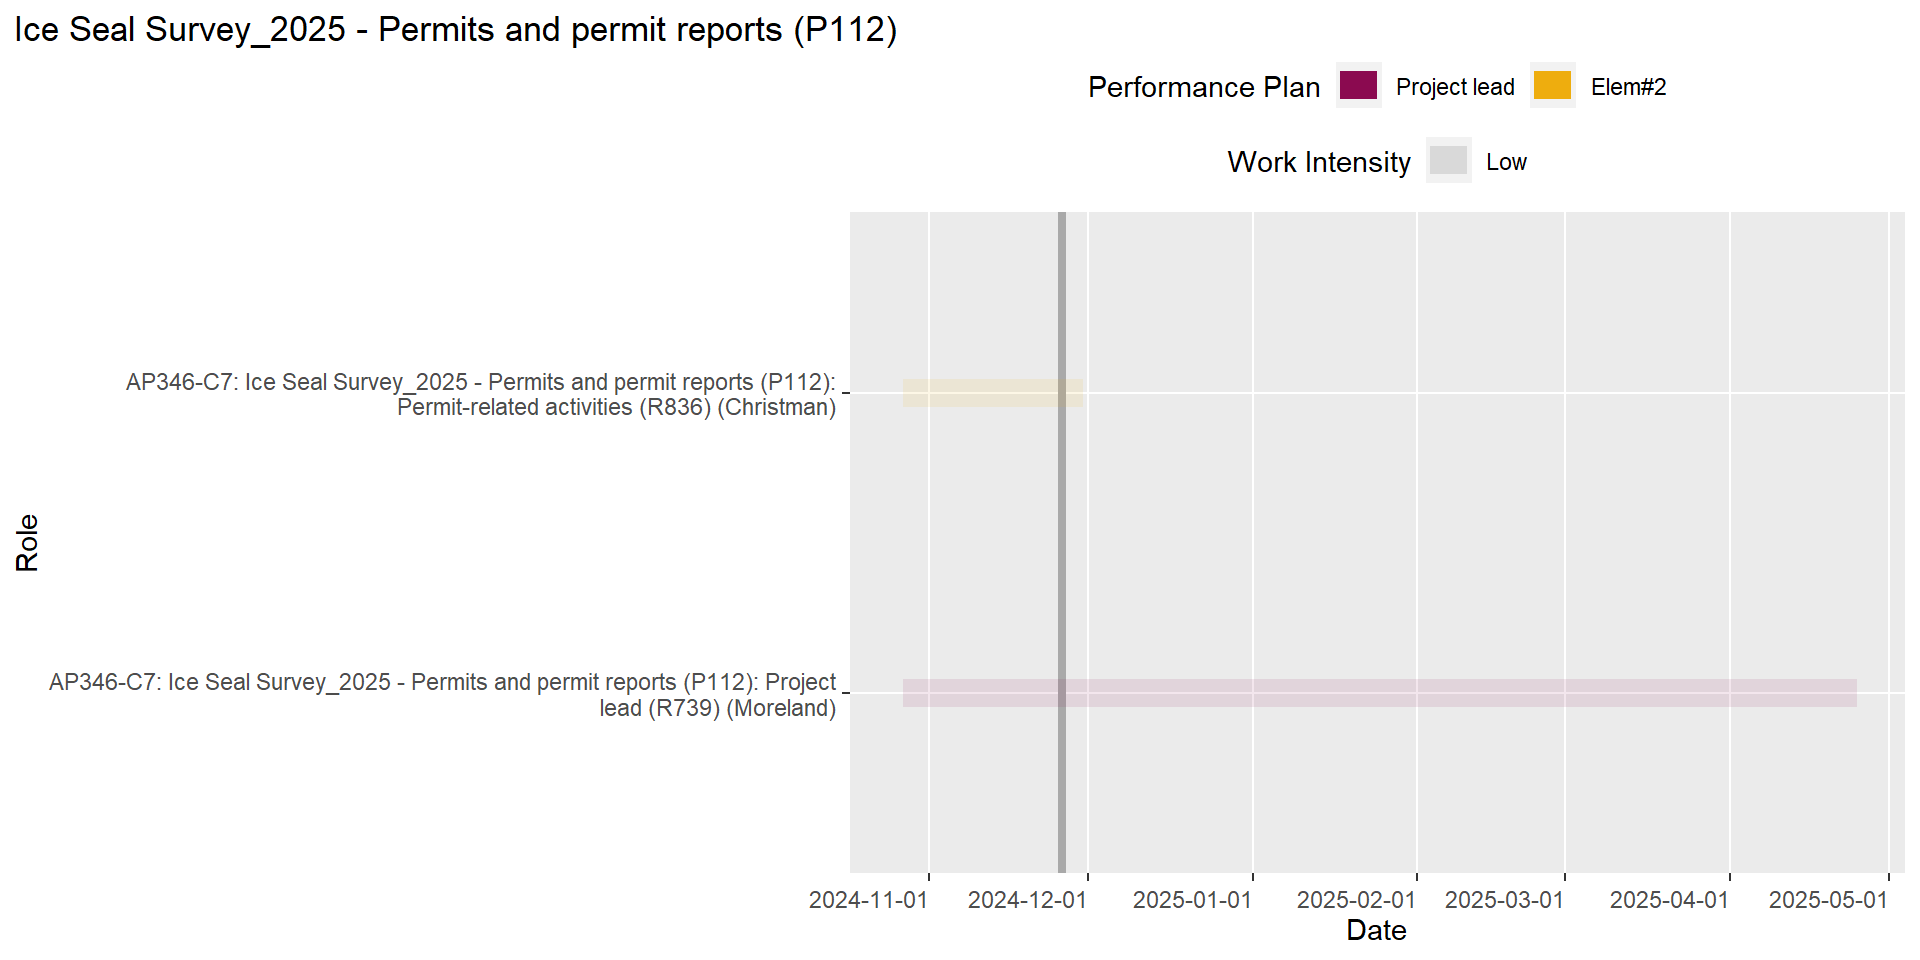 Ice Seal Survey_2025 - Permits and permit reports (P112)
Performance Plan Project lead Elem#2
Work Intensity Low
AP346-C7: Ice Seal Survey_2025 - Permits and permit reports (P112):
Permit-related activities (R836) (Christman)
Role
AP346-C7: Ice Seal Survey_2025 - Permits and permit reports (P112): Project
lead (R739) (Moreland)
2024-11-01 2024-12-01 2025-01-01 2025-02-01 2025-03-01 2025-04-01 2025-05-01
Date